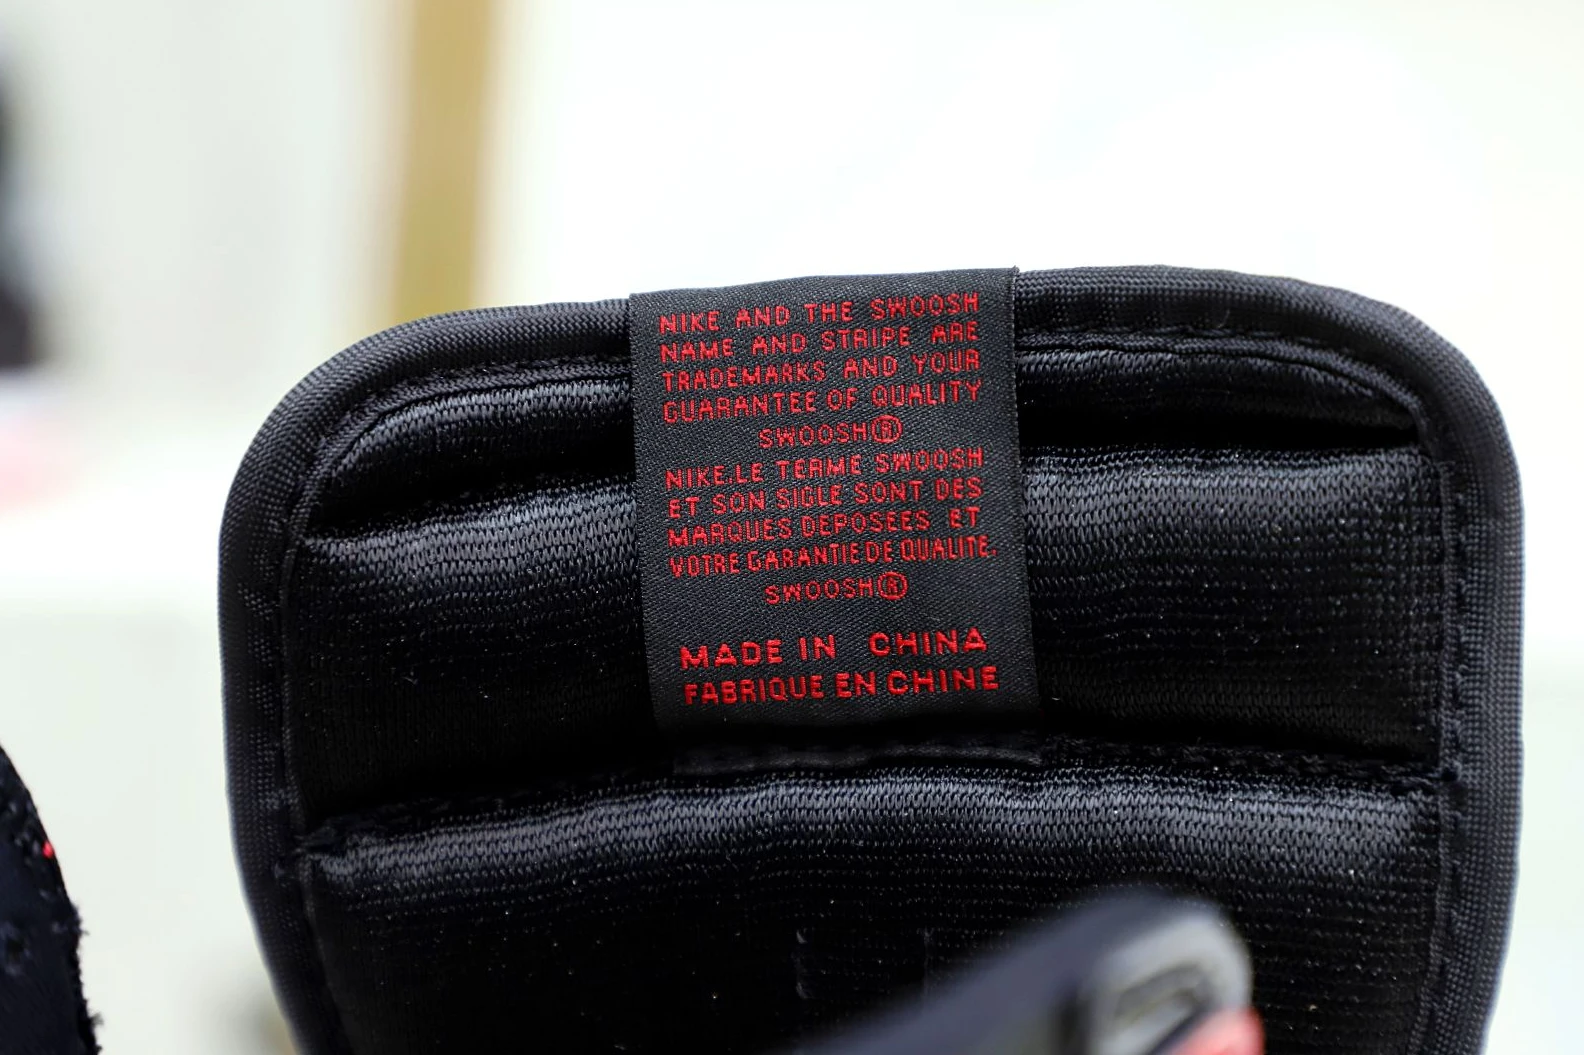 NIKE AND THE SWOOSH
NAME AND STRIPE ARE
TRADEMARKS AND YOUR
GUARANTEE OF QUALITY
SWOOSH®
NIKE.LE TERME SWOOSH
ET SON SIGLE SONT DES
MARQUES DEPOSEES ET
VOTRE GARANTIE DE QUALITE.
SWOOSH®
MADE IN CHINA
FABRIQUE EN CHINE